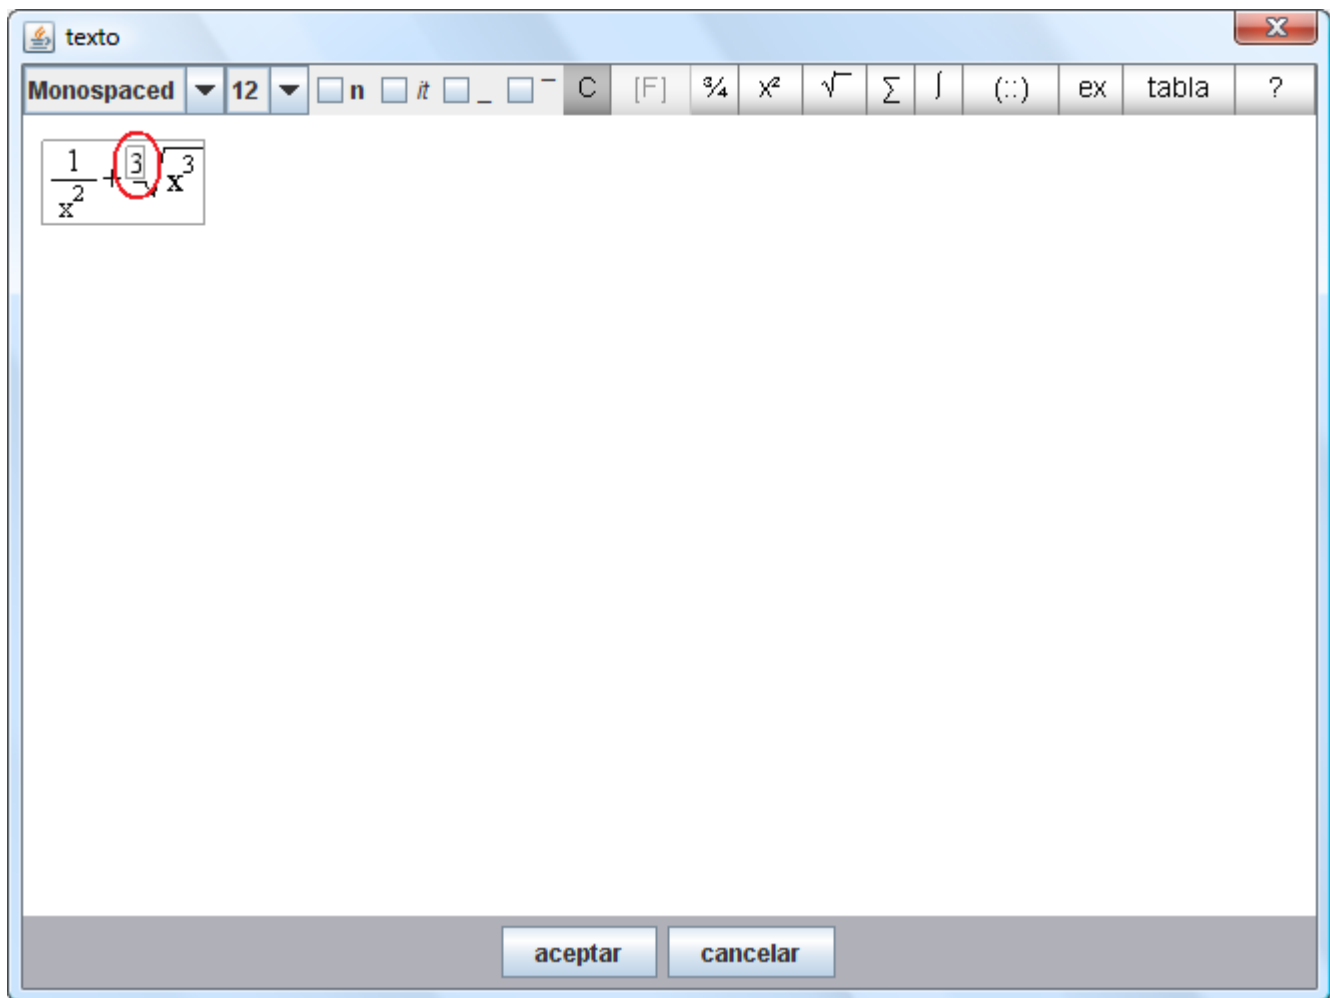 texto
Monospaced 12 n it _ ¯ C [F] ¾ x² √ ∑ ∫ (::) ex tabla ?
1/x² + ³√x³
aceptar cancelar